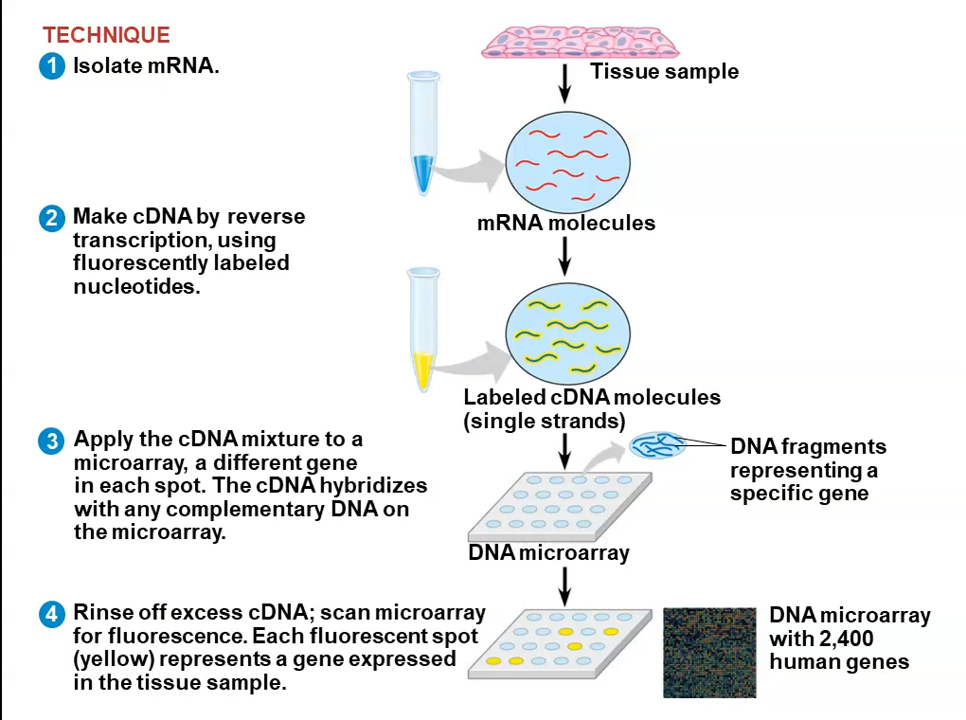 TECHNIQUE
1 Isolate mRNA.
Tissue sample
mRNA molecules
2 Make cDNA by reverse
transcription, using
fluorescently labeled
nucleotides.
Labeled cDNA molecules
(single strands)
3 Apply the cDNA mixture to a
microarray, a different gene
in each spot. The cDNA hybridizes
with any complementary DNA on
the microarray.
DNA fragments
representing a
specific gene
DNA microarray
4 Rinse off excess cDNA; scan microarray
for fluorescence. Each fluorescent spot
(yellow) represents a gene expressed
in the tissue sample.
DNA microarray
with 2,400
human genes